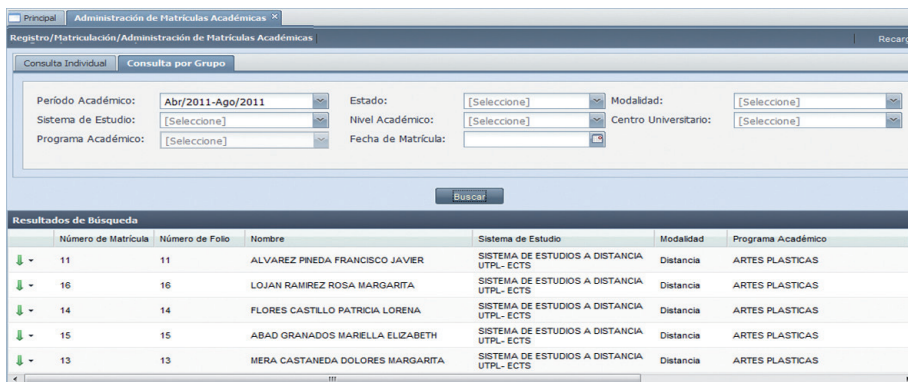 Principal Administración de Matrículas Académicas ×
Registro/Matriculación/Administración de Matrículas Académicas
Recarg
Consulta Individual Consulta por Grupo
Período Académico: Abr/2011-Ago/2011 Estado: [Seleccione] Modalidad: [Seleccione]
Sistema de Estudio: [Seleccione] Nivel Académico: [Seleccione] Centro Universitario: [Seleccione]
Programa Académico: [Seleccione] Fecha de Matrícula:
Buscar
Resultados de Búsqueda
Número de Matrícula Número de Folio Nombre Sistema de Estudio Modalidad Programa Académico
11 11 ALVAREZ PINEDA FRANCISCO JAVIER SISTEMA DE ESTUDIOS A DISTANCIA Distancia ARTES PLASTICAS
UTPL- ECTS
16 16 LOJAN RAMIREZ ROSA MARGARITA SISTEMA DE ESTUDIOS A DISTANCIA Distancia ARTES PLASTICAS
UTPL- ECTS
14 14 FLORES CASTILLO PATRICIA LORENA SISTEMA DE ESTUDIOS A DISTANCIA Distancia ARTES PLASTICAS
UTPL- ECTS
15 15 ABAD GRANADOS MARIELLA ELIZABETH SISTEMA DE ESTUDIOS A DISTANCIA Distancia ARTES PLASTICAS
UTPL- ECTS
13 13 MERA CASTANEDA DOLORES MARGARITA SISTEMA DE ESTUDIOS A DISTANCIA Distancia ARTES PLASTICAS
UTPL- ECTS